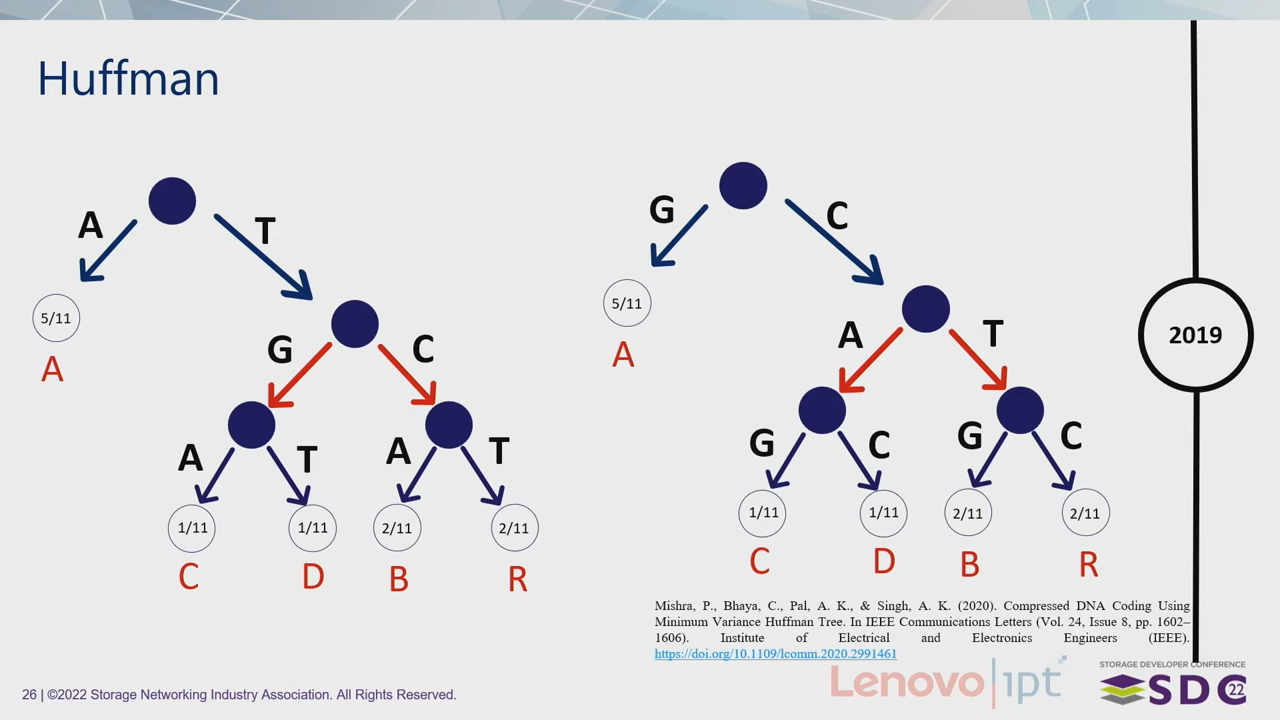 Huffman
A
T
5/11
A
G
C
A
T
A
T
1/11
1/11
2/11
2/11
C
D
B
R
G
C
5/11
A
A
T
G
C
G
C
1/11
1/11
2/11
2/11
C
D
B
R
2019
Mishra, P., Bhaya, C., Pal, A. K., & Singh, A. K. (2020). Compressed DNA Coding Using
Minimum Variance Huffman Tree. In IEEE Communications Letters (Vol. 24, Issue 8, pp. 1602–
1606). Institute of Electrical and Electronics Engineers (IEEE).
https://doi.org/10.1109/lcomm.2020.2991461
26 | ©2022 Storage Networking Industry Association. All Rights Reserved.
Lenovo ipt
STORAGE DEVELOPER CONFERENCE
SDC 22